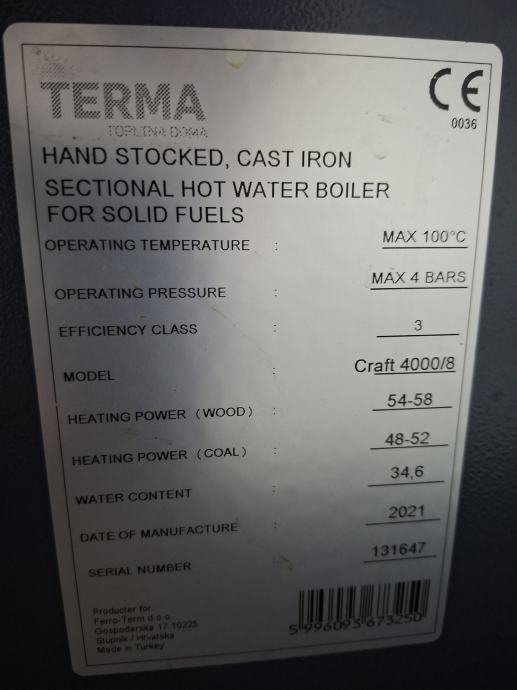 TERMA
TOPLINA DOMA
CE
0036
HAND STOCKED, CAST IRON
SECTIONAL HOT WATER BOILER
FOR SOLID FUELS
OPERATING TEMPERATURE : MAX 100°C
OPERATING PRESSURE : MAX 4 BARS
EFFICIENCY CLASS : 3
MODEL : Craft 4000/8
HEATING POWER (WOOD) : 54-58
HEATING POWER (COAL) : 48-52
WATER CONTENT : 34,6
DATE OF MANUFACTURE : 2021
SERIAL NUMBER : 131647
Producter for
Ferro-Term d.o.o
Gospodarska 17 10225
Stupnik / Hrvatska
Made in Turkey
5 996093 673250